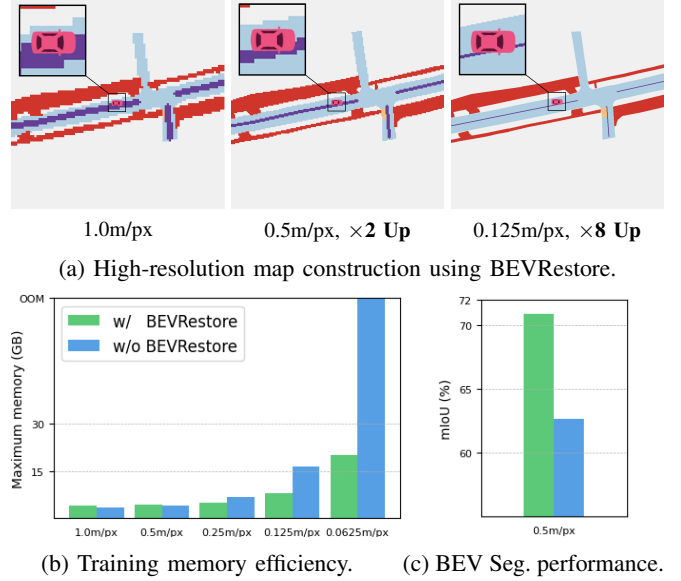 1.0m/px
0.5m/px, ×2 Up
0.125m/px, ×8 Up
(a) High-resolution map construction using BEVRestore.
OOM
30
15
Maximum memory (GB)
w/ BEVRestore
w/o BEVRestore
1.0m/px
0.5m/px
0.25m/px
0.125m/px
0.0625m/px
72
70
65
60
mIoU (%)
0.5m/px
(b) Training memory efficiency.
(c) BEV Seg. performance.